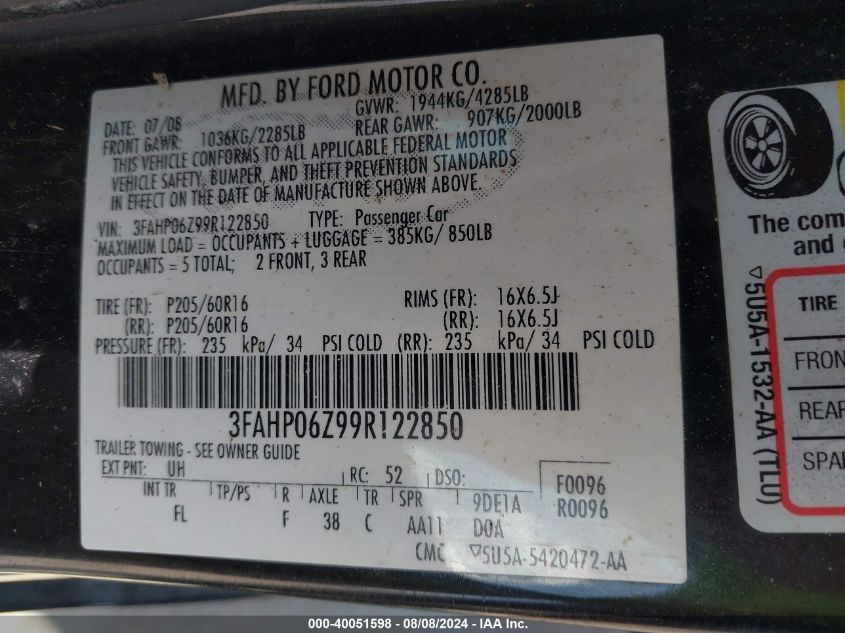 MFD. BY FORD MOTOR CO.
DATE: 07/08 GVWR: 1944KG/4285LB
FRONT GAWR: 1036KG/2285LB REAR GAWR: 907KG/2000LB
THIS VEHICLE CONFORMS TO ALL APPLICABLE FEDERAL MOTOR
VEHICLE SAFETY, BUMPER, AND THEFT PREVENTION STANDARDS
IN EFFECT ON THE DATE OF MANUFACTURE SHOWN ABOVE.
VIN: 3FAHP06Z99R122850 TYPE: Passenger Car
MAXIMUM LOAD = OCCUPANTS + LUGGAGE = 385KG/ 850LB
OCCUPANTS = 5 TOTAL; 2 FRONT, 3 REAR
TIRE (FR): P205/60R16 RIMS (FR): 16X6.5J
(RR): P205/60R16 (RR): 16X6.5J
PRESSURE (FR): 235 kPa/ 34 PSI COLD (RR): 235 kPa/ 34 PSI COLD
3FAHP06Z99R122850
TRAILER TOWING - SEE OWNER GUIDE
EXT PNT: UH RC: 52 DSO: F0096
INT TR TP/PS R AXLE TR SPR 9DE1A R0096
FL F 38 C AA11 D0A
CMC ▽5U5A-5420472-AA
The com
and
▽5U5A-1532-AA (TLU)
TIRE
FRON
REAR
SPAR
000-40051598 - 08/08/2024 - IAAI.